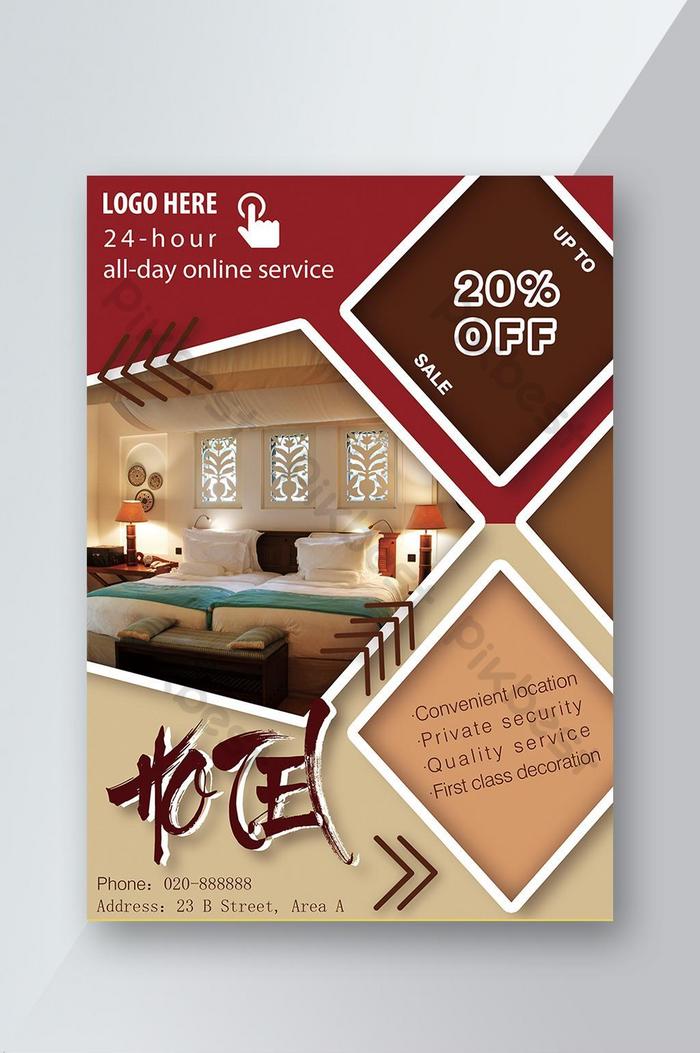 LOGO HERE
24-hour
all-day online service
UP TO
20%
OFF
SALE
·Convenient location
·Private security
·Quality service
·First class decoration
HOTEL
Phone: 020-888888
Address: 23 B Street, Area A
Pikbest